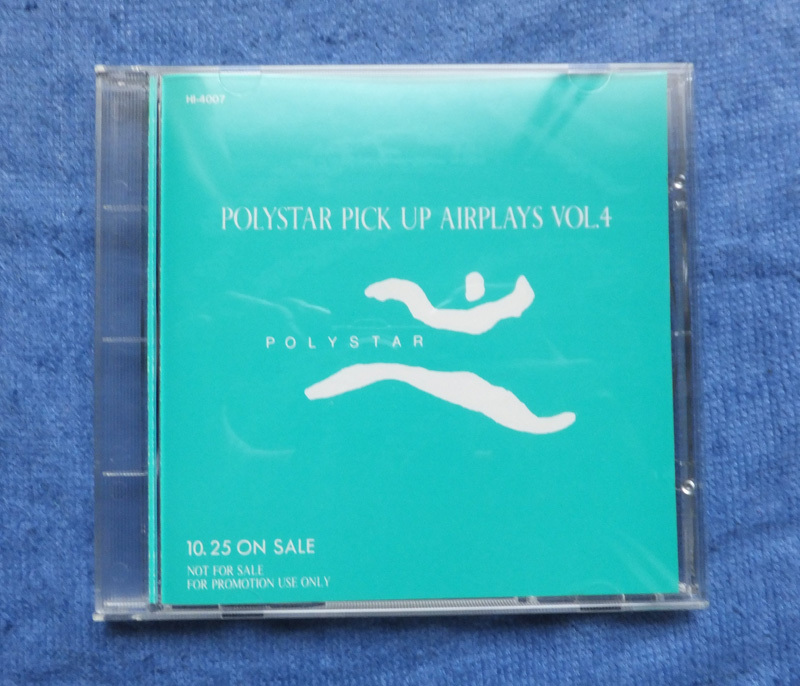 HI-4007
POLYSTAR PICK UP AIRPLAYS VOL.4
POLYSTAR
10.25 ON SALE
NOT FOR SALE
FOR PROMOTION USE ONLY